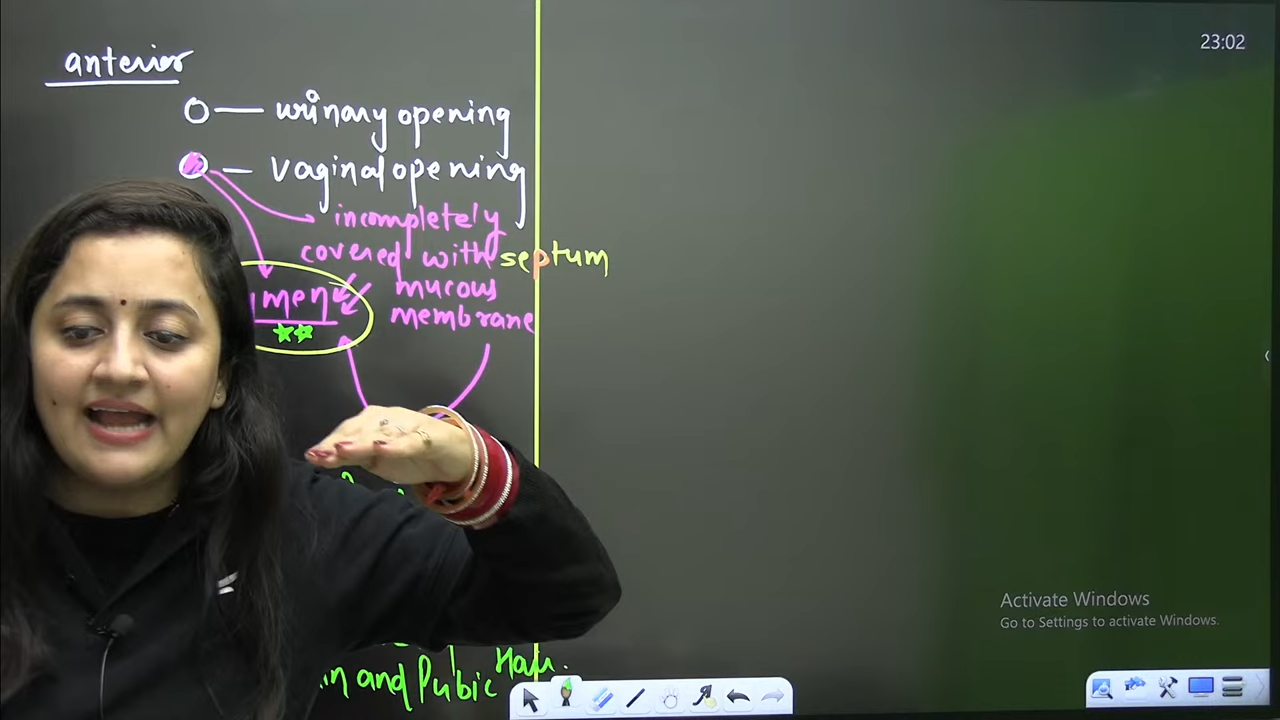 23:02
anterior
urinary opening
vaginal opening
incompletely
covered with septum
mucous
membrane
and Pubic Hair.
Activate Windows
Go to Settings to activate Windows.